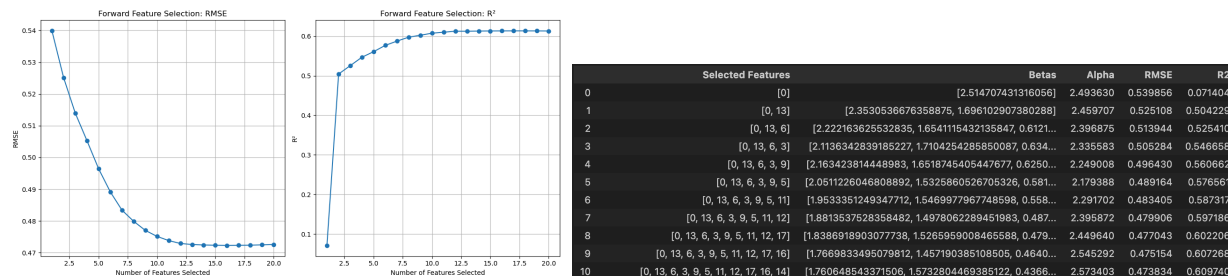 Forward Feature Selection: RMSE
0.54
0.53
0.52
0.51
0.50
0.49
0.48
0.47
RMSE
2.5 5.0 7.5 10.0 12.5 15.0 17.5 20.0
Number of Features Selected
Forward Feature Selection: R²
0.6
0.5
0.4
0.3
0.2
0.1
R²
2.5 5.0 7.5 10.0 12.5 15.0 17.5 20.0
Number of Features Selected
Selected Features Betas Alpha RMSE R2
0 [0] [2.514707431316056] 2.493630 0.539856 0.071404
1 [0, 13] [2.3530536676358875, 1.696102907380288] 2.459707 0.525108 0.504229
2 [0, 13, 6] [2.222163625532835, 1.6541115432135847, 0.6121... 2.396875 0.513944 0.525410
3 [0, 13, 6, 3] [2.1136342839185227, 1.7104254285850087, 0.634... 2.335583 0.505284 0.546658
4 [0, 13, 6, 3, 9] [2.163423814448983, 1.6518745405447677, 0.6250... 2.249008 0.496430 0.560662
5 [0, 13, 6, 3, 9, 5] [2.0511226046808892, 1.5325860526705326, 0.581... 2.179388 0.489164 0.576561
6 [0, 13, 6, 3, 9, 5, 11] [1.9533351249347712, 1.5469977967748598, 0.558... 2.291702 0.483405 0.587317
7 [0, 13, 6, 3, 9, 5, 11, 12] [1.8813537528358482, 1.4978062289451983, 0.487... 2.395872 0.479906 0.597186
8 [0, 13, 6, 3, 9, 5, 11, 12, 17] [1.8386918903077738, 1.5265959008465588, 0.479... 2.449640 0.477043 0.602206
9 [0, 13, 6, 3, 9, 5, 11, 12, 17, 16] [1.7669833495079812, 1.457190385108505, 0.4640... 2.545292 0.475154 0.607261
10 [0, 13, 6, 3, 9, 5, 11, 12, 17, 16, 14] [1.760648543371506, 1.5732804469385122, 0.4366... 2.573403 0.473834 0.609747